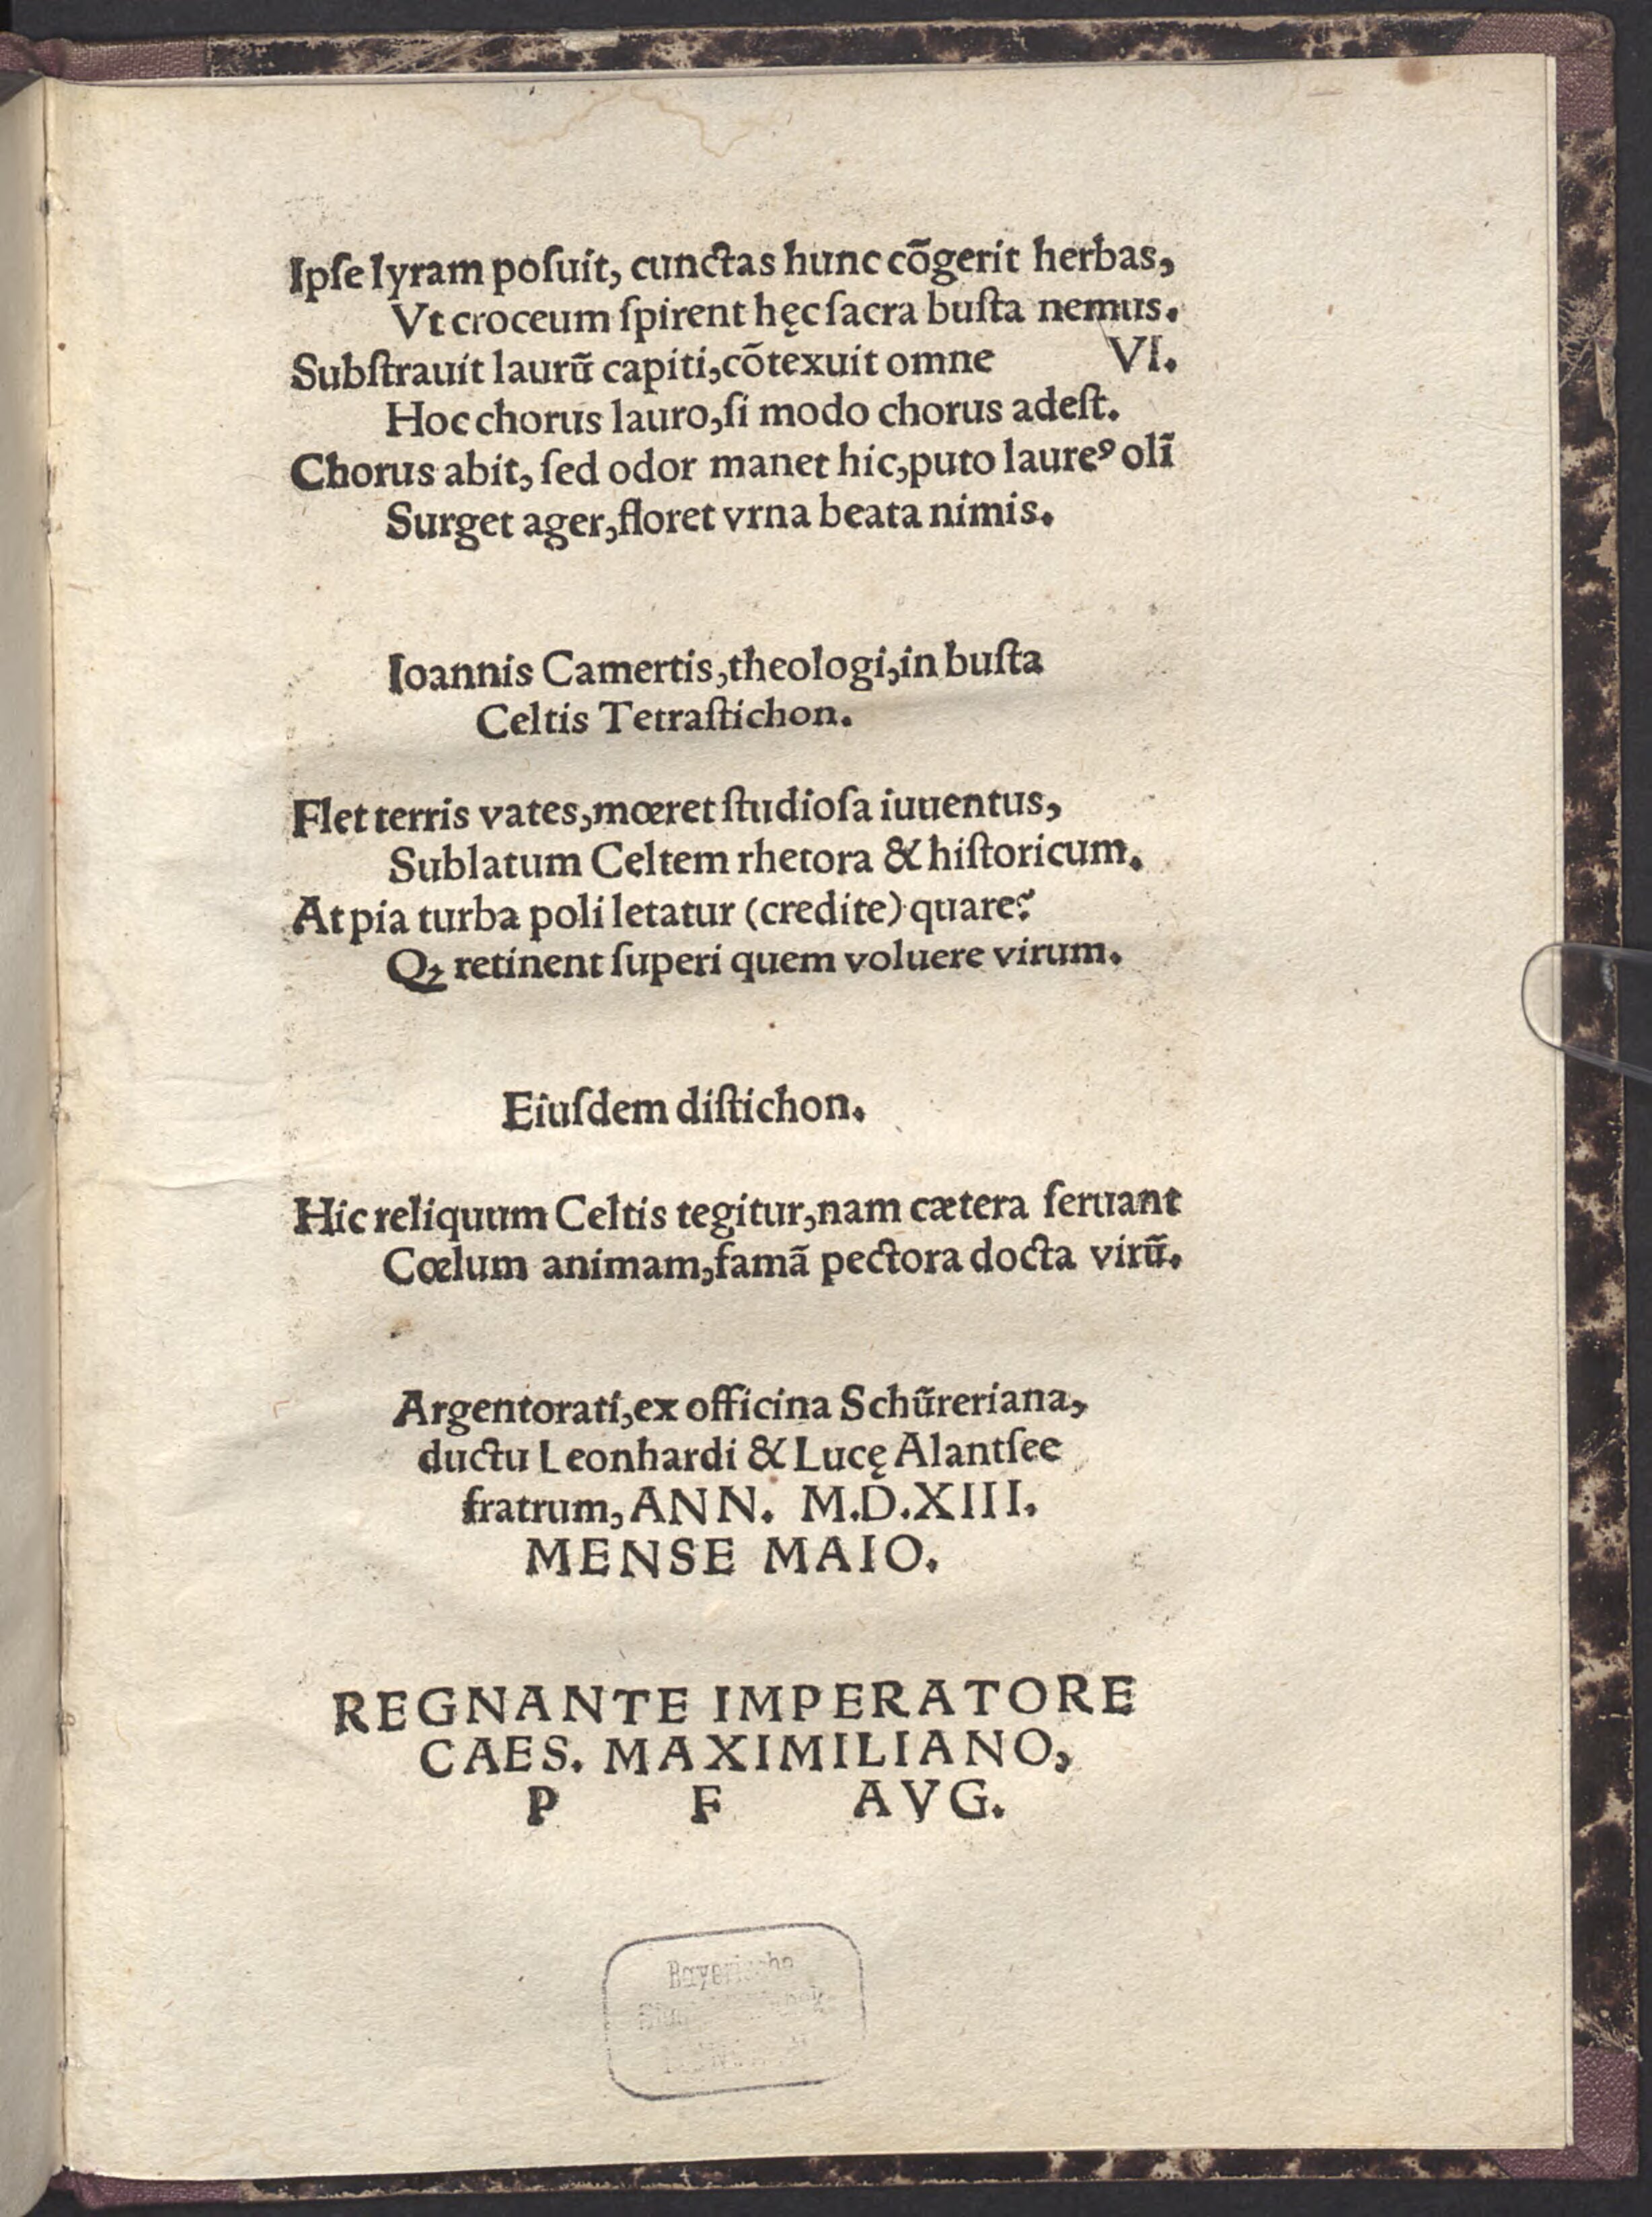 Ipſe lyram poſuit, cunctas hunc cõgerit herbas,
Vt croceum ſpirent hęc ſacra buſta nemus.
Subſtrauit laurũ capiti, cõtexuit omne VI.
Hoc chorus lauro, ſi modo chorus adeſt.
Chorus abit, ſed odor manet hic, puto laureꝰ olĩ
Surget ager, floret vrna beata nimis.
Ioannis Camertis, theologi, in buſta
Celtis Tetraſtichon.
Flet terris vates, mœret ſtudioſa iuuentus,
Sublatum Celtem rhetora & hiſtoricum.
At pia turba poli letatur (credite) quare?
Qꝫ retinent ſuperi quem voluere virum.
Eiuſdem diſtichon.
Hic reliquum Celtis tegitur, nam cætera ſeruant
Cœlum animam, famã pectora docta virũ.
Argentorati, ex officina Schũreriana,
ductu Leonhardi & Lucę Alantſee
fratrum, ANN. M.D.XIII.
MENSE MAIO.
REGNANTE IMPERATORE
CAES. MAXIMILIANO,
P F AVG.
Bayerische